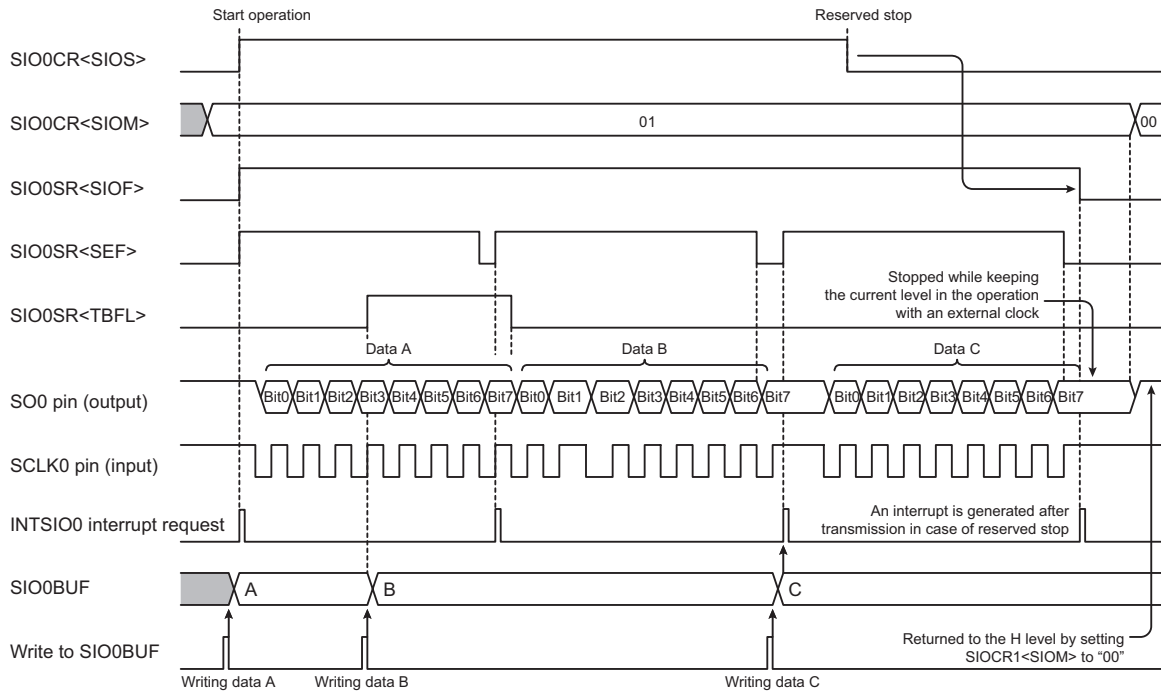 Start operation
Reserved stop
SIO0CR<SIOS>
SIO0CR<SIOM>
01
00
SIO0SR<SIOF>
SIO0SR<SEF>
Stopped while keeping
the current level in the operation
with an external clock
SIO0SR<TBFL>
Data A
Data B
Data C
SO0 pin (output)
Bit0 Bit1 Bit2 Bit3 Bit4 Bit5 Bit6 Bit7 Bit0 Bit1 Bit2 Bit3 Bit4 Bit5 Bit6 Bit7 Bit0 Bit1 Bit2 Bit3 Bit4 Bit5 Bit6 Bit7
SCLK0 pin (input)
INTSIO0 interrupt request
An interrupt is generated after
transmission in case of reserved stop
SIO0BUF
A
B
C
Write to SIO0BUF
Returned to the H level by setting
SIOCR1<SIOM> to “00”
Writing data A
Writing data B
Writing data C